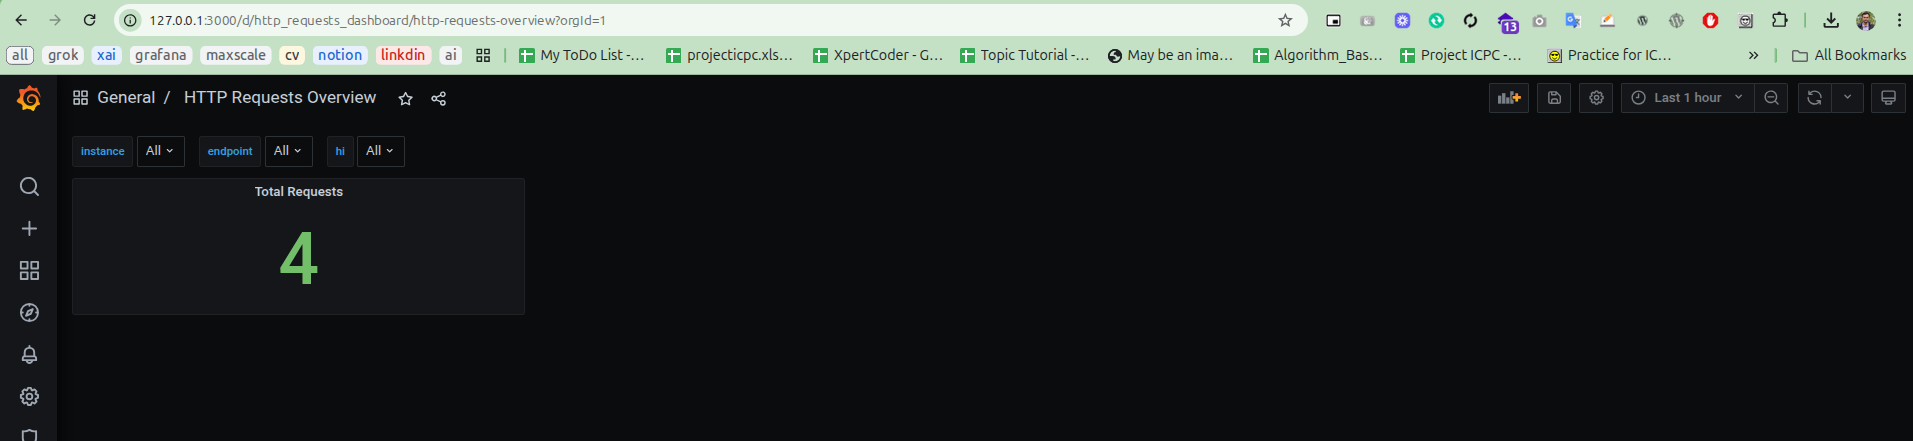 127.0.0.1:3000/d/http_requests_dashboard/http-requests-overview?orgId=1
13
all grok xai grafana maxscale cv notion linkdin ai My ToDo List -... projecticpc.xls... XpertCoder - G... Topic Tutorial -... May be an ima... Algorithm_Bas... Project ICPC -... Practice for IC... » All Bookmarks
General / HTTP Requests Overview
Last 1 hour
instance All endpoint All hi All
Total Requests
4